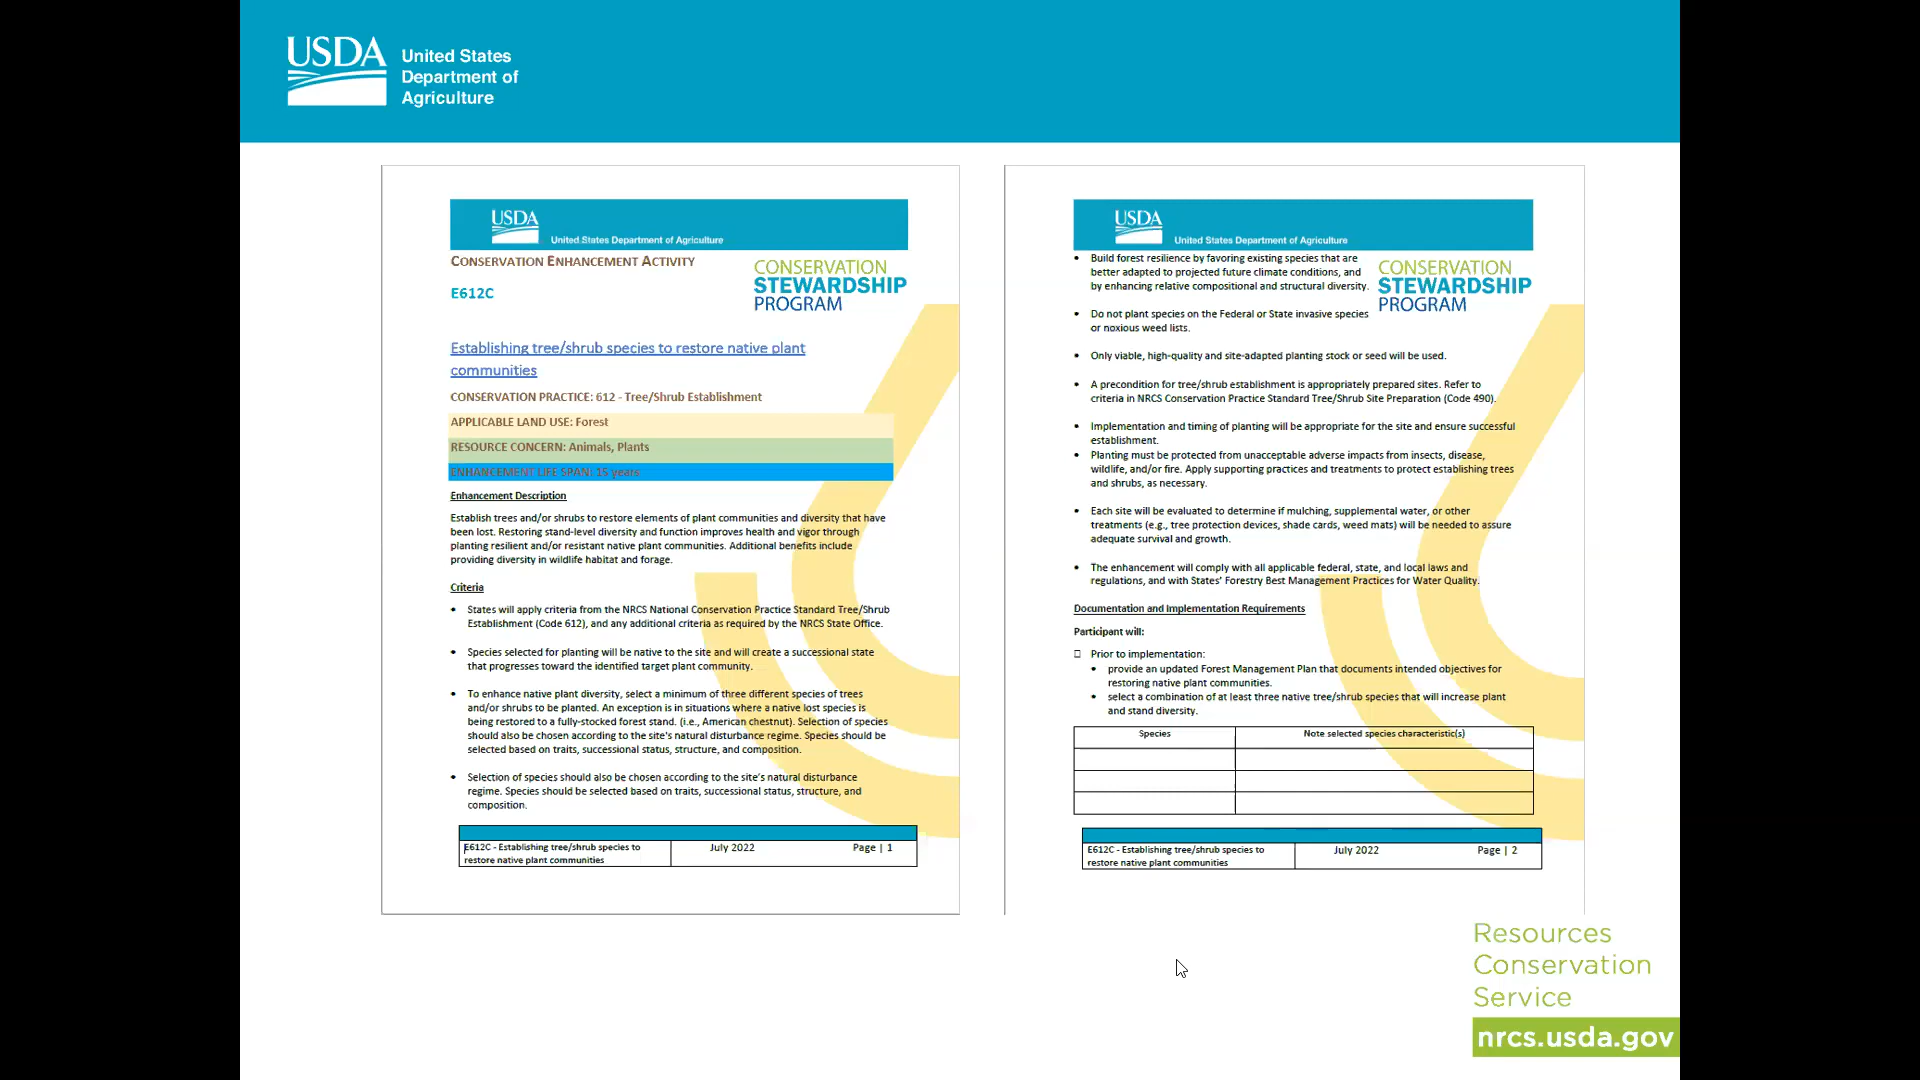 USDA
United States
Department of
Agriculture
USDA
United States Department of Agriculture
CONSERVATION ENHANCEMENT ACTIVITY
E612C
CONSERVATION
STEWARDSHIP
PROGRAM
Establishing tree/shrub species to restore native plant
communities
CONSERVATION PRACTICE: 612 - Tree/Shrub Establishment
APPLICABLE LAND USE: Forest
RESOURCE CONCERN: Animals, Plants
ENHANCEMENT LIFE SPAN: 15 years
Enhancement Description
Establish trees and/or shrubs to restore elements of plant communities and diversity that have
been lost. Restoring stand-level diversity and function improves health and vigor through
planting resilient and/or resistant native plant communities. Additional benefits include
providing diversity in wildlife habitat and forage.
Criteria
• States will apply criteria from the NRCS National Conservation Practice Standard Tree/Shrub
Establishment (Code 612), and any additional criteria as required by the NRCS State Office.
• Species selected for planting will be native to the site and will create a successional state
that progresses toward the identified target plant community.
• To enhance native plant diversity, select a minimum of three different species of trees
and/or shrubs to be planted. An exception is in situations where a native lost species is
being restored to a fully-stocked forest stand. (i.e., American chestnut). Selection of species
should also be chosen according to the site's natural disturbance regime. Species should be
selected based on traits, successional status, structure, and composition.
• Selection of species should also be chosen according to the site's natural disturbance
regime. Species should be selected based on traits, successional status, structure, and
composition.
E612C - Establishing tree/shrub species to
restore native plant communities
July 2022
Page | 1
USDA
United States Department of Agriculture
• Build forest resilience by favoring existing species that are
better adapted to projected future climate conditions, and
by enhancing relative compositional and structural diversity.
CONSERVATION
STEWARDSHIP
PROGRAM
• Do not plant species on the Federal or State invasive species
or noxious weed lists.
• Only viable, high-quality and site-adapted planting stock or seed will be used.
• A precondition for tree/shrub establishment is appropriately prepared sites. Refer to
criteria in NRCS Conservation Practice Standard Tree/Shrub Site Preparation (Code 490).
• Implementation and timing of planting will be appropriate for the site and ensure successful
establishment.
• Planting must be protected from unacceptable adverse impacts from insects, disease,
wildlife, and/or fire. Apply supporting practices and treatments to protect establishing trees
and shrubs, as necessary.
• Each site will be evaluated to determine if mulching, supplemental water, or other
treatments (e.g., tree protection devices, shade cards, weed mats) will be needed to assure
adequate survival and growth.
• The enhancement will comply with all applicable federal, state, and local laws and
regulations, and with States' Forestry Best Management Practices for Water Quality.
Documentation and Implementation Requirements
Participant will:
☐ Prior to implementation:
• provide an updated Forest Management Plan that documents intended objectives for
restoring native plant communities.
• select a combination of at least three native tree/shrub species that will increase plant
and stand diversity.
Species
Note selected species characteristic(s)
E612C - Establishing tree/shrub species to
restore native plant communities
July 2022
Page | 2
Resources
Conservation
Service
nrcs.usda.gov